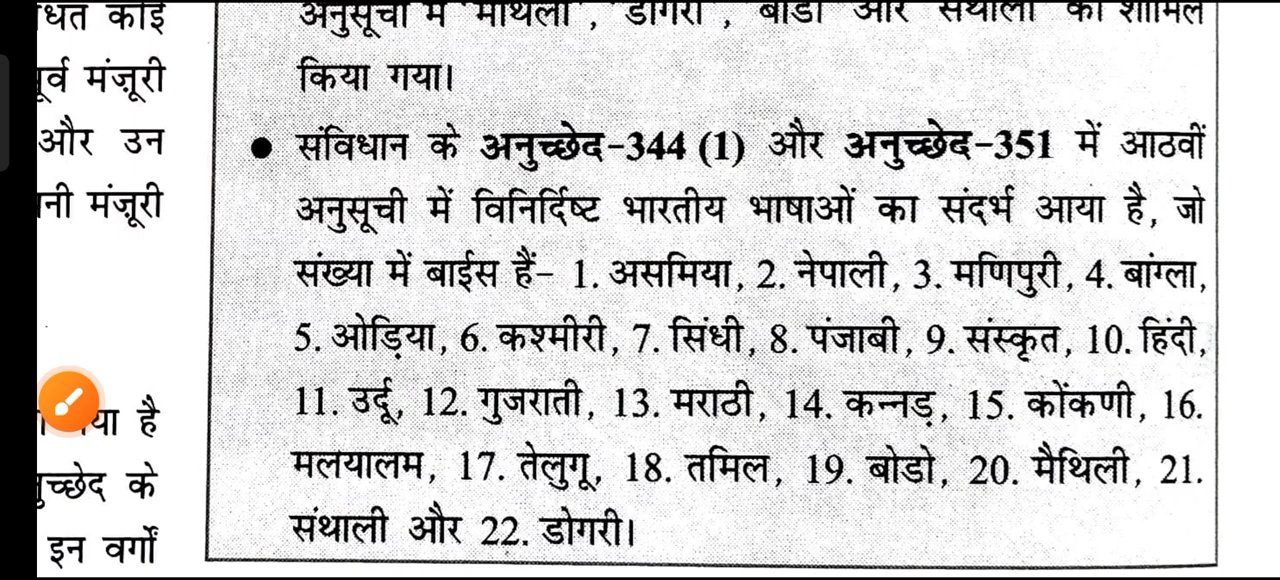 धित कोई
पूर्व मंज़ूरी
और उन
नी मंज़ूरी
या है
नुच्छेद के
इन वर्गों
अनुसूची में 'मैथिली', 'डोगरी', 'बोडो' और 'संथाली' को शामिल
किया गया।
● संविधान के अनुच्छेद-344 (1) और अनुच्छेद-351 में आठवीं
अनुसूची में विनिर्दिष्ट भारतीय भाषाओं का संदर्भ आया है, जो
संख्या में बाईस हैं- 1. असमिया, 2. नेपाली, 3. मणिपुरी, 4. बांग्ला,
5. ओड़िया, 6. कश्मीरी, 7. सिंधी, 8. पंजाबी, 9. संस्कृत, 10. हिंदी,
11. उर्दू, 12. गुजराती, 13. मराठी, 14. कन्नड़, 15. कोंकणी, 16.
मलयालम, 17. तेलुगू, 18. तमिल, 19. बोडो, 20. मैथिली, 21.
संथाली और 22. डोगरी।